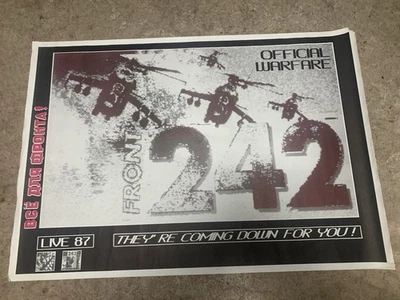 OFFICIAL
WARFARE
ВСЁ ДЛЯ ФРОНТА!
FRONT
242
LIVE 87
THEY'RE COMING DOWN FOR YOU!